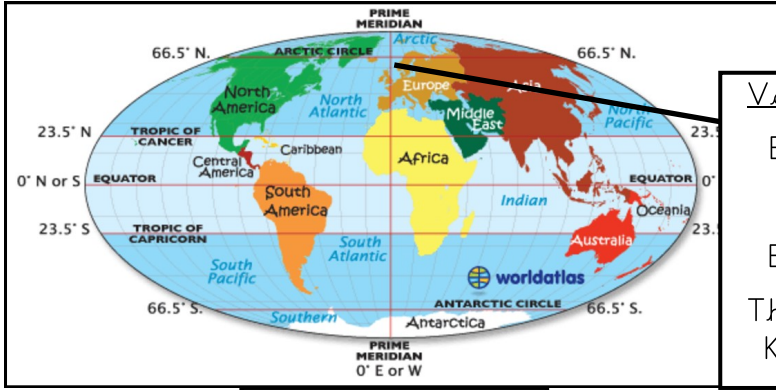 PRIME
MERIDIAN
Arctic
66.5° N.
ARCTIC CIRCLE
66.5° N.
North
America
North
Atlantic
Europe
Asia
North
Pacific
Middle
East
23.5° N
TROPIC OF
CANCER
Caribbean
Central
America
Africa
0° N or S
EQUATOR
EQUATOR
0°
South
America
Indian
Oceania
23.5° S
TROPIC OF
CAPRICORN
South
Atlantic
Australia
South
Pacific
worldatlas
66.5° S.
ANTARCTIC CIRCLE
66.5° S.
Southern
Antarctica
PRIME
MERIDIAN
0° E or W